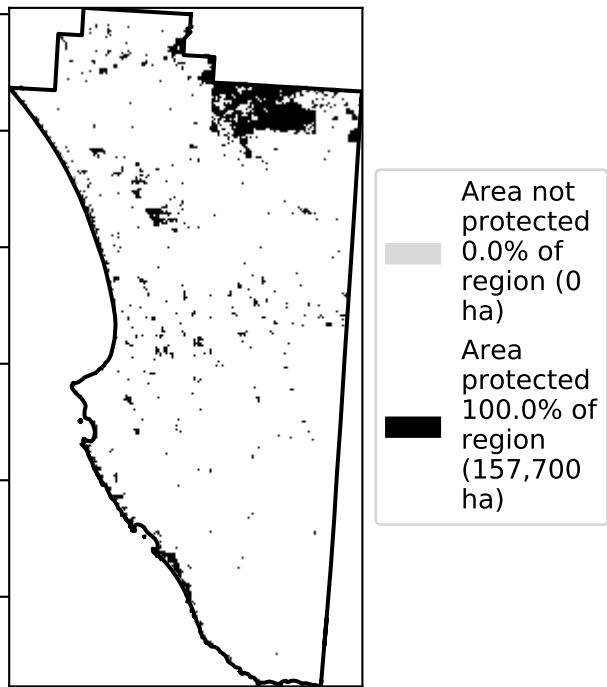 Area not
protected
0.0% of
region (0
ha)
Area
protected
100.0% of
region
(157,700
ha)